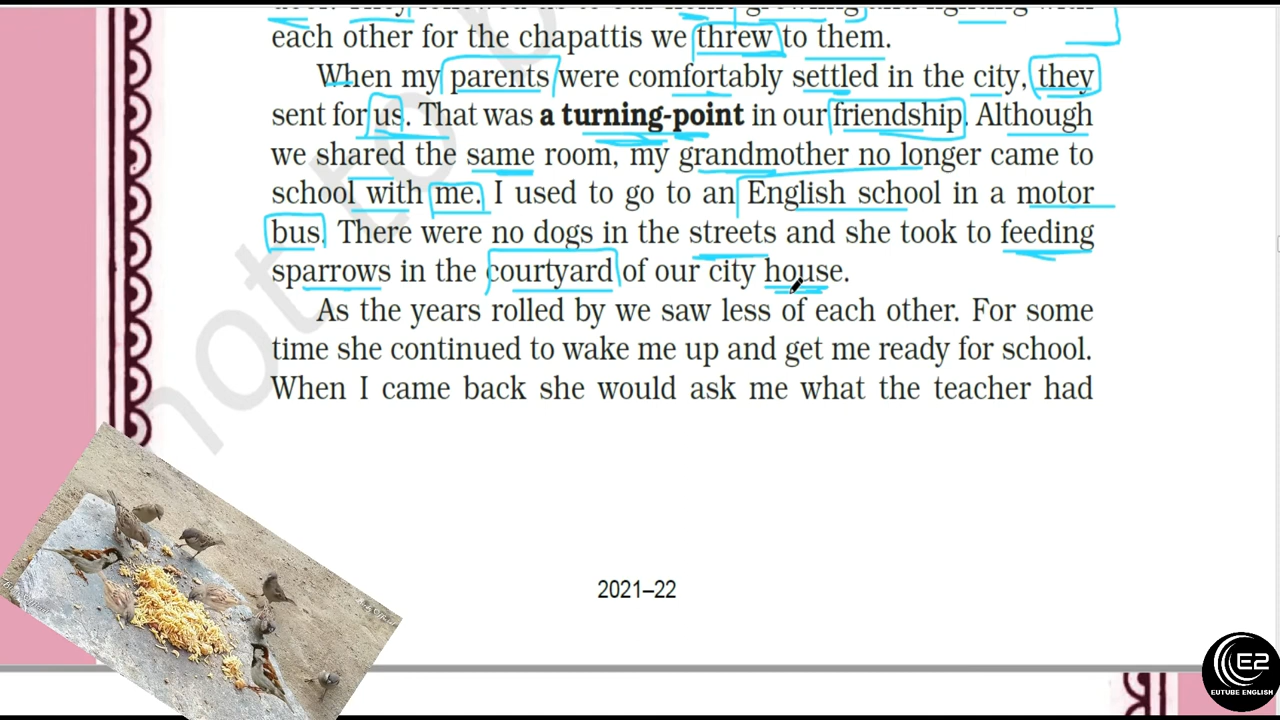 each other for the chapattis we threw to them.
When my parents were comfortably settled in the city, they
sent for us. That was a turning-point in our friendship. Although
we shared the same room, my grandmother no longer came to
school with me. I used to go to an English school in a motor
bus. There were no dogs in the streets and she took to feeding
sparrows in the courtyard of our city house.
As the years rolled by we saw less of each other. For some
time she continued to wake me up and get me ready for school.
When I came back she would ask me what the teacher had
not to
2021–22
E2
EUTUBE ENGLISH